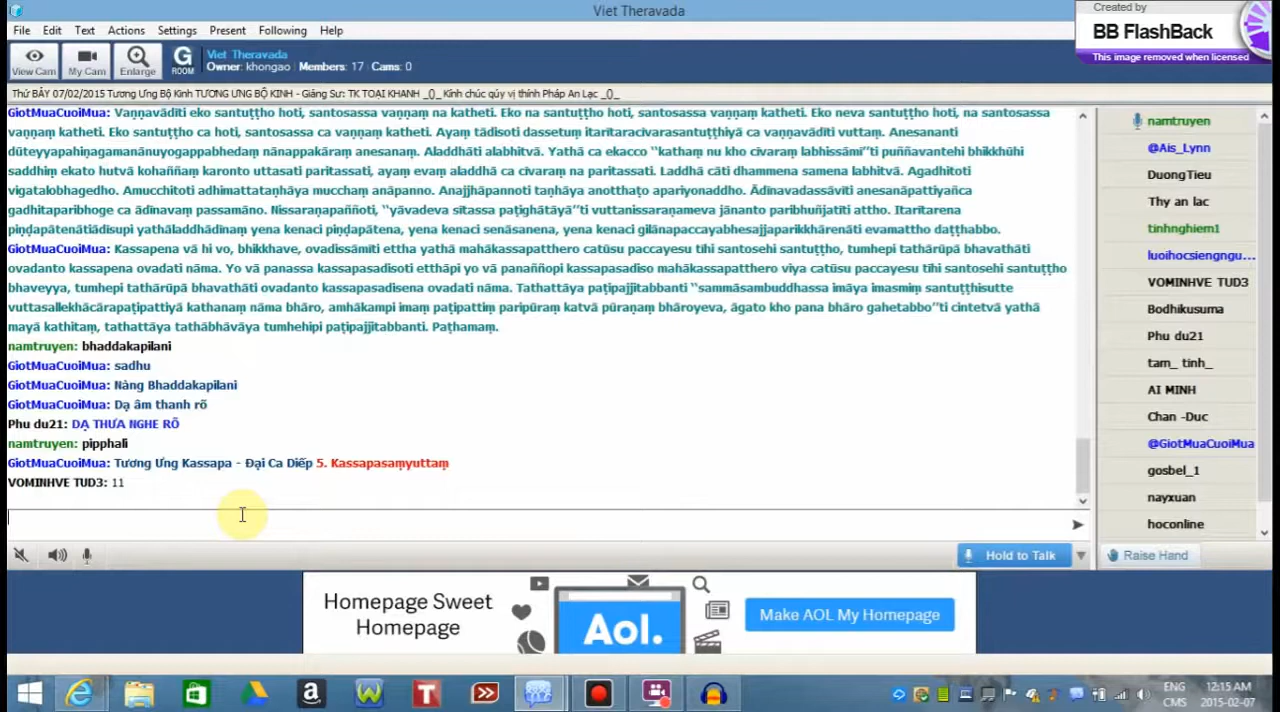 Viet Theravada
Created by
BB FlashBack
This image removed when licensed
File Edit Text Actions Settings Present Following Help
View Cam My Cam Enlarge G ROOM
Viet Theravada
Owner: khongao Members: 17 Cams: 0
Thứ BẢY 07/02/2015 Tương Ưng Bộ Kinh TƯƠNG ƯNG BỘ KINH - Giảng Sư: TK TOẠI KHANH _()_ Kính chúc qúy vị thính Pháp An Lạc _()_
GiotMuaCuoiMua: Vaṇṇavādīti eko santuṭṭho hoti, santosassa vaṇṇaṃ na katheti. Eko na santuṭṭho hoti, santosassa vaṇṇaṃ katheti. Eko neva santuṭṭho hoti, na santosassa
vaṇṇaṃ katheti. Eko santuṭṭho ca hoti, santosassa ca vaṇṇaṃ katheti. Ayaṃ tādisoti dassetuṃ itarītaracīvarasantuṭṭhiyā ca vaṇṇavādīti vuttaṃ. Anesananti
dūteyyapahiṇagamanānuyogappabhedaṃ nānappakāraṃ anesanaṃ. Aladdhāti alabhitvā. Yathā ca ekacco ‘‘kathaṃ nu kho cīvaraṃ labhissāmī’’ti puññavantehi bhikkhūhi
saddhiṃ ekato hutvā kohaññaṃ karonto uttasati paritassati, ayaṃ evaṃ aladdhā ca cīvaraṃ na paritassati. Laddhā cāti dhammena samena labhitvā. Agadhitoti
vigatalobhagedho. Amucchitoti adhimattataṇhāya mucchaṃ anāpanno. Anajjhāpannoti taṇhāya anotthaṭo apariyonaddho. Ādīnavadassāvīti anesanāpattiyañca
gadhitaparibhoge ca ādīnavaṃ passamāno. Nissaraṇapaññoti, ‘‘yāvadeva sītassa paṭighātāyā’’ti vuttanissaraṇameva jānanto paribhuñjatīti attho. Itarītarena
piṇḍapātenātiādīsupi yathāladdhādīnaṃ yena kenaci piṇḍapātena, yena kenaci senāsanena, yena kenaci gilānapaccayabhesajjaparikkhārenāti evamattho daṭṭhabbo.
GiotMuaCuoiMua: Kassapena vā hi vo, bhikkhave, ovadissāmīti ettha yathā mahākassapatthero catūsu paccayesu tīhi santosehi santuṭṭho, tumhepi tathārūpā bhavathāti
ovadanto kassapena ovadati nāma. Yo vā panassa kassapasadisoti etthāpi yo vā panaññopi kassapasadiso mahākassapatthero viya catūsu paccayesu tīhi santosehi santuṭṭho
bhaveyya, tumhepi tathārūpā bhavathāti ovadanto kassapasadisena ovadati nāma. Tathattāya paṭipajjitabbanti ‘‘sammāsambuddhassa imāya imasmiṃ santuṭṭhisutte
vuttasallekhācārapaṭipattiyā kathanaṃ nāma bhāro, amhākampi imaṃ paṭipattiṃ paripūraṃ katvā pūraṇaṃ bhāroyeva, āgato kho pana bhāro gahetabbo’’ti cintetvā yathā
mayā kathitaṃ, tathattāya tathābhāvāya tumhehipi paṭipajjitabbanti. Paṭhamaṃ.
namtruyen: bhaddakapilani
GiotMuaCuoiMua: sadhu
GiotMuaCuoiMua: Nàng Bhaddakapilani
GiotMuaCuoiMua: Dạ âm thanh rõ
Phu du21: DẠ THƯA NGHE RÕ
namtruyen: pipphali
GiotMuaCuoiMua: Tương Ưng Kassapa - Đại Ca Diếp 5. Kassapasaṃyuttaṃ
VOMINHVE TUD3: 11
namtruyen
@Ais_Lynn
DuongTieu
Thy an lac
tinhnghiem1
luoihocsiengngu...
VOMINHVE TUD3
Bodhikusuma
Phu du21
tam_ tinh_
AI MINH
Chan -Duc
@GiotMuaCuoiMua
gosbel_1
nayxuan
hoconline
Hold to Talk
Raise Hand
Homepage Sweet
Homepage
Aol.
Make AOL My Homepage
ENG
CMS
12:15 AM
2015-02-07